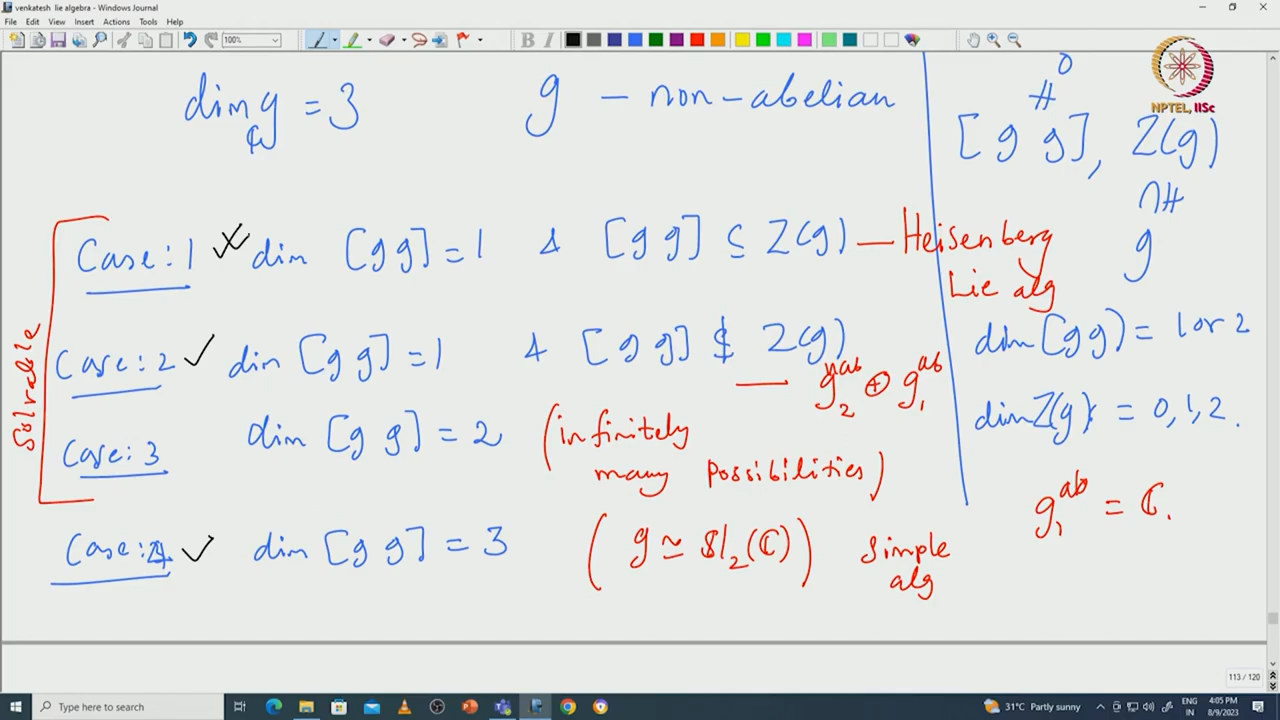 venkatesh lie algebra - Windows Journal
File Edit View Insert Actions Tools Help
100%
B I
NPTEL, IISc
dim_ℂ g = 3 g – non-abelian
0
≠
[g g], Z(g)
∩≠
g
Case:1 dim [g g] = 1 & [g g] ⊆ Z(g) — Heisenberg
Lie alg
Solvable
dim [g g] = 1 or 2
Case:2 ✓ dim [g g] = 1 & [g g] ⊄ Z(g)
g_2^{ab} ⊕ g_1^{ab}
dim Z(g) = 0, 1, 2.
Case:3 dim [g g] = 2 (infinitely
many possibilities)
g_1^{ab} = ℂ.
Case:4 ✓ dim [g g] = 3 (g ≃ sl_2(ℂ)) simple
alg
113 / 120
Type here to search
31°C Partly sunny
ENG
IN
4:05 PM
8/9/2023